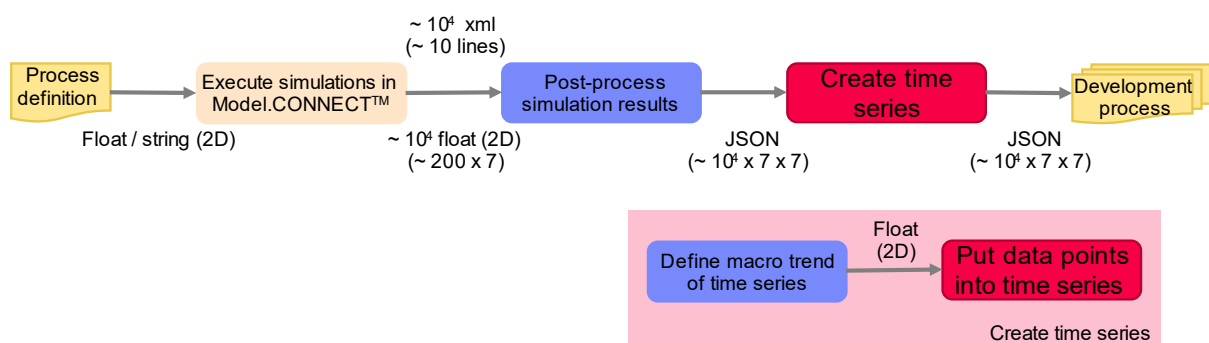 ~ 10⁴ xml
(~ 10 lines)
Process
definition
Execute simulations in
Model.CONNECT™
Post-process
simulation results
Create time
series
Development
process
Float / string (2D)
~ 10⁴ float (2D)
(~ 200 x 7)
JSON
(~ 10⁴ x 7 x 7)
JSON
(~ 10⁴ x 7 x 7)
Define macro trend
of time series
Float
(2D)
Put data points
into time series
Create time series